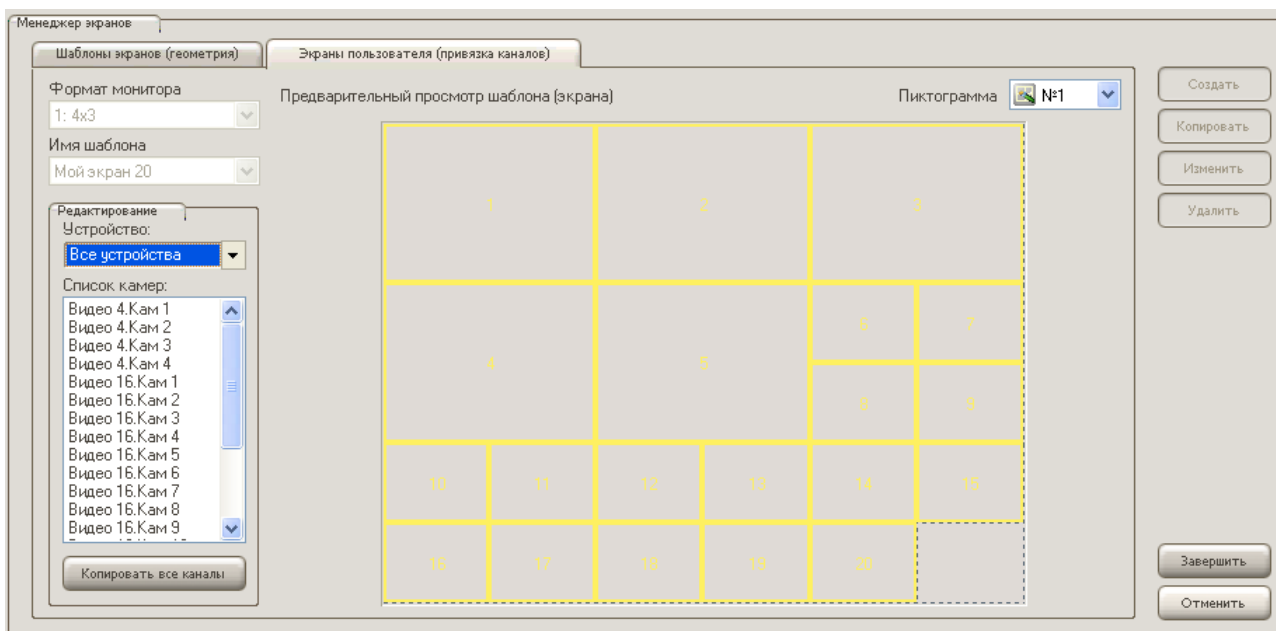 Менеджер экранов
Шаблоны экранов (геометрия)
Экраны пользователя (привязка каналов)
Формат монитора
1: 4x3
Имя шаблона
Мой экран 20
Редактирование
Устройство:
Все устройства
Список камер:
Видео 4.Кам 1
Видео 4.Кам 2
Видео 4.Кам 3
Видео 4.Кам 4
Видео 16.Кам 1
Видео 16.Кам 2
Видео 16.Кам 3
Видео 16.Кам 4
Видео 16.Кам 5
Видео 16.Кам 6
Видео 16.Кам 7
Видео 16.Кам 8
Видео 16.Кам 9
Копировать все каналы
Предварительный просмотр шаблона (экрана)
Пиктограмма
№1
1 2 3
4 5
6 7
8 9
10 11 12 13 14 15
16 17 18 19 20
Создать
Копировать
Изменить
Удалить
Завершить
Отменить